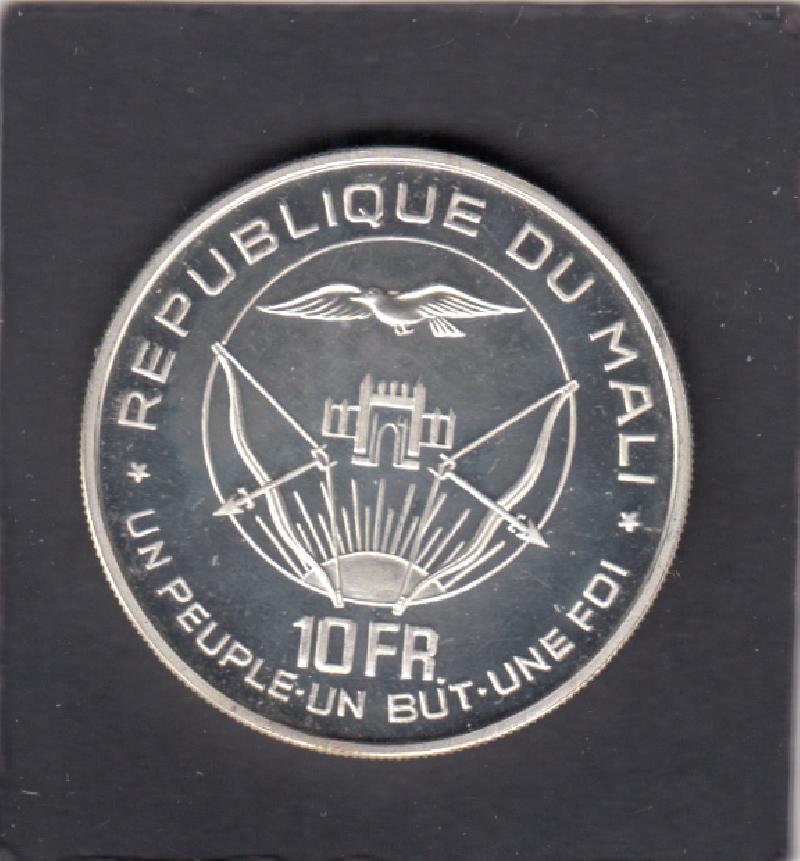 REPUBLIQUE DU MALI
10 FR.
UN PEUPLE·UN BUT·UNE FOI